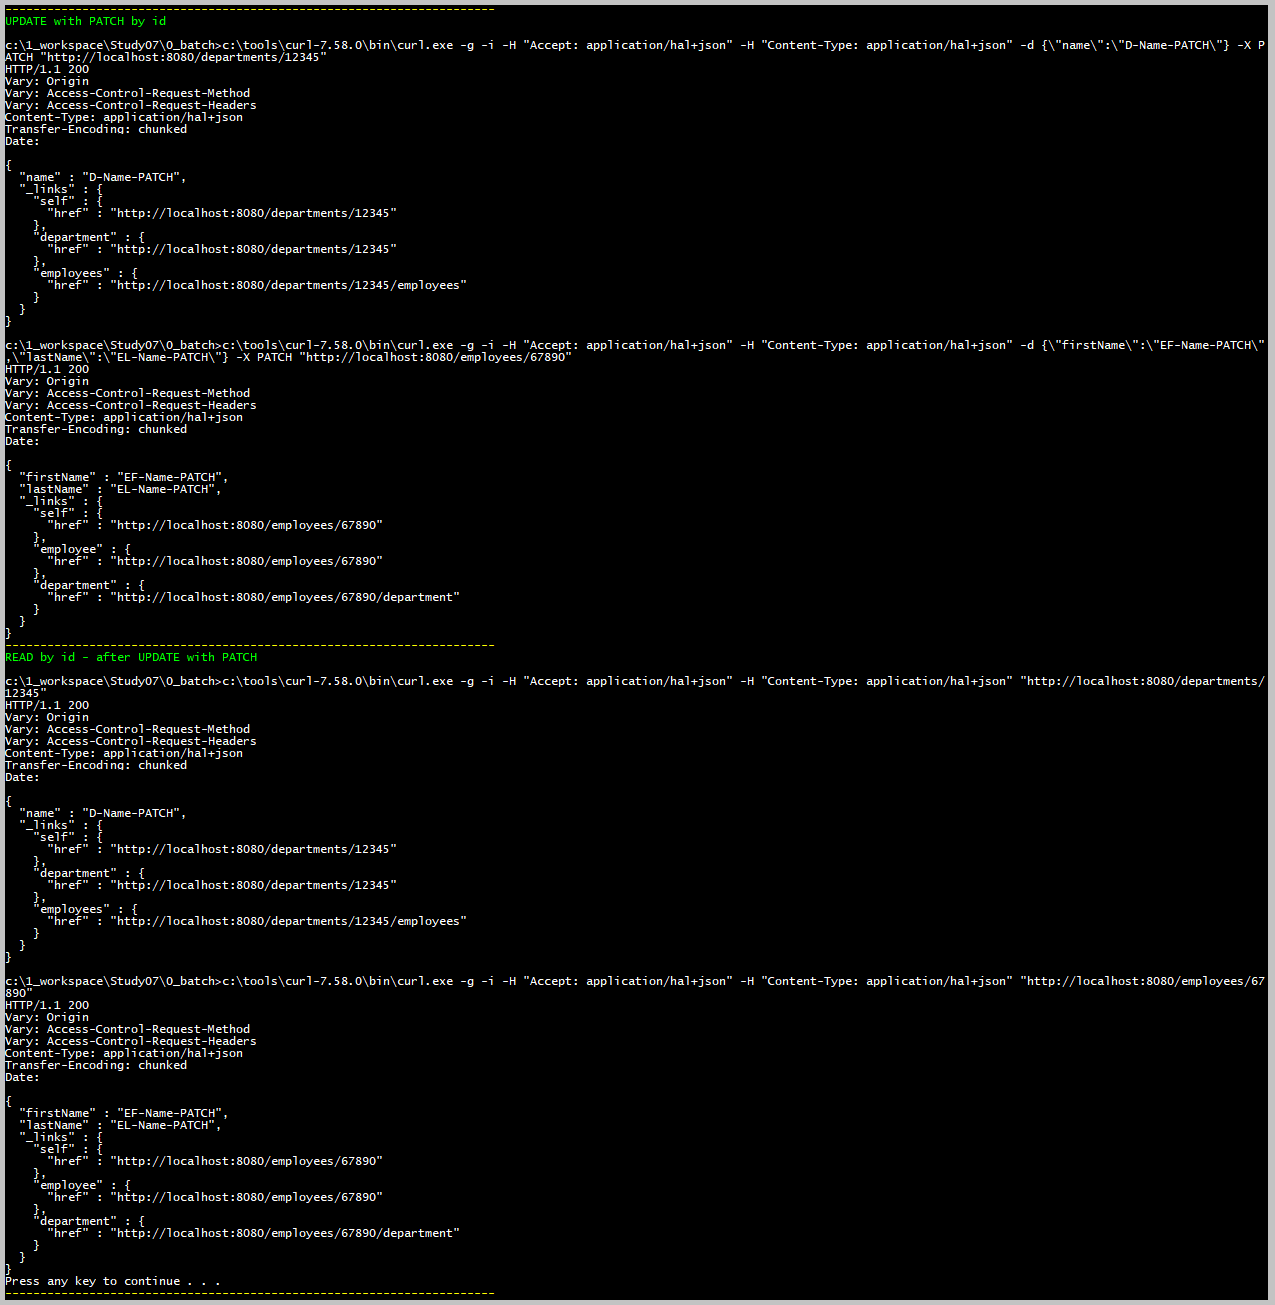 ----------------------------------------------------------------------
UPDATE with PATCH by id

c:\1_workspace\Study07\0_batch>c:\tools\curl-7.58.0\bin\curl.exe -g -i -H "Accept: application/hal+json" -H "Content-Type: application/hal+json" -d {\"name\":\"D-Name-PATCH\"} -X P
ATCH "http://localhost:8080/departments/12345"
HTTP/1.1 200
Vary: Origin
Vary: Access-Control-Request-Method
Vary: Access-Control-Request-Headers
Content-Type: application/hal+json
Transfer-Encoding: chunked
Date:

{
  "name" : "D-Name-PATCH",
  "_links" : {
    "self" : {
      "href" : "http://localhost:8080/departments/12345"
    },
    "department" : {
      "href" : "http://localhost:8080/departments/12345"
    },
    "employees" : {
      "href" : "http://localhost:8080/departments/12345/employees"
    }
  }
}

c:\1_workspace\Study07\0_batch>c:\tools\curl-7.58.0\bin\curl.exe -g -i -H "Accept: application/hal+json" -H "Content-Type: application/hal+json" -d {\"firstName\":\"EF-Name-PATCH\"
,\"lastName\":\"EL-Name-PATCH\"} -X PATCH "http://localhost:8080/employees/67890"
HTTP/1.1 200
Vary: Origin
Vary: Access-Control-Request-Method
Vary: Access-Control-Request-Headers
Content-Type: application/hal+json
Transfer-Encoding: chunked
Date:

{
  "firstName" : "EF-Name-PATCH",
  "lastName" : "EL-Name-PATCH",
  "_links" : {
    "self" : {
      "href" : "http://localhost:8080/employees/67890"
    },
    "employee" : {
      "href" : "http://localhost:8080/employees/67890"
    },
    "department" : {
      "href" : "http://localhost:8080/employees/67890/department"
    }
  }
}
----------------------------------------------------------------------
READ by id - after UPDATE with PATCH

c:\1_workspace\Study07\0_batch>c:\tools\curl-7.58.0\bin\curl.exe -g -i -H "Accept: application/hal+json" -H "Content-Type: application/hal+json" "http://localhost:8080/departments/
12345"
HTTP/1.1 200
Vary: Origin
Vary: Access-Control-Request-Method
Vary: Access-Control-Request-Headers
Content-Type: application/hal+json
Transfer-Encoding: chunked
Date:

{
  "name" : "D-Name-PATCH",
  "_links" : {
    "self" : {
      "href" : "http://localhost:8080/departments/12345"
    },
    "department" : {
      "href" : "http://localhost:8080/departments/12345"
    },
    "employees" : {
      "href" : "http://localhost:8080/departments/12345/employees"
    }
  }
}

c:\1_workspace\Study07\0_batch>c:\tools\curl-7.58.0\bin\curl.exe -g -i -H "Accept: application/hal+json" -H "Content-Type: application/hal+json" "http://localhost:8080/employees/67
890"
HTTP/1.1 200
Vary: Origin
Vary: Access-Control-Request-Method
Vary: Access-Control-Request-Headers
Content-Type: application/hal+json
Transfer-Encoding: chunked
Date:

{
  "firstName" : "EF-Name-PATCH",
  "lastName" : "EL-Name-PATCH",
  "_links" : {
    "self" : {
      "href" : "http://localhost:8080/employees/67890"
    },
    "employee" : {
      "href" : "http://localhost:8080/employees/67890"
    },
    "department" : {
      "href" : "http://localhost:8080/employees/67890/department"
    }
  }
}
Press any key to continue . . .
----------------------------------------------------------------------